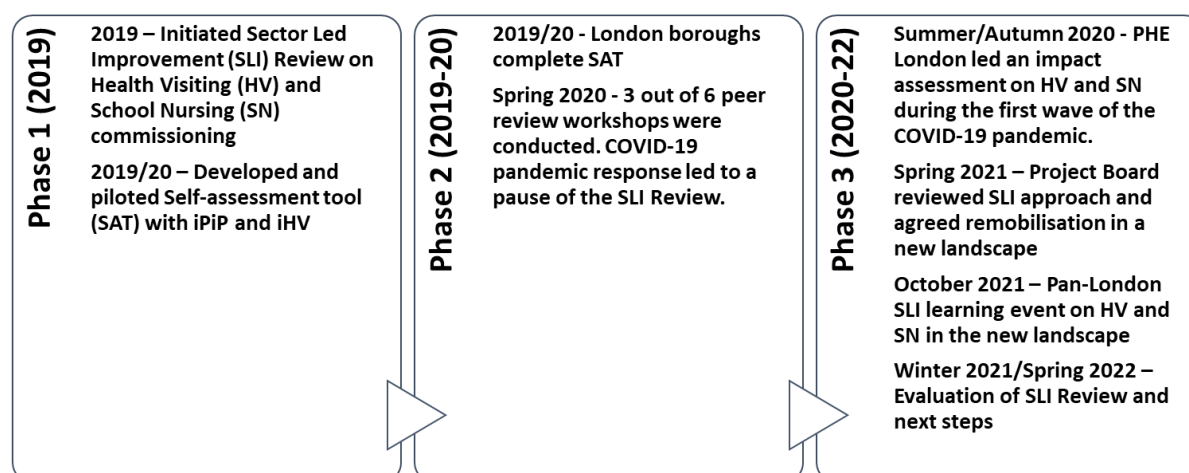 Phase 1 (2019)
2019 – Initiated Sector Led
Improvement (SLI) Review on
Health Visiting (HV) and
School Nursing (SN)
commissioning
2019/20 – Developed and
piloted Self-assessment tool
(SAT) with iPiP and iHV
Phase 2 (2019-20)
2019/20 - London boroughs
complete SAT
Spring 2020 - 3 out of 6 peer
review workshops were
conducted. COVID-19
pandemic response led to a
pause of the SLI Review.
Phase 3 (2020-22)
Summer/Autumn 2020 - PHE
London led an impact
assessment on HV and SN
during the first wave of the
COVID-19 pandemic.
Spring 2021 – Project Board
reviewed SLI approach and
agreed remobilisation in a
new landscape
October 2021 – Pan-London
SLI learning event on HV and
SN in the new landscape
Winter 2021/Spring 2022 –
Evaluation of SLI Review and
next steps